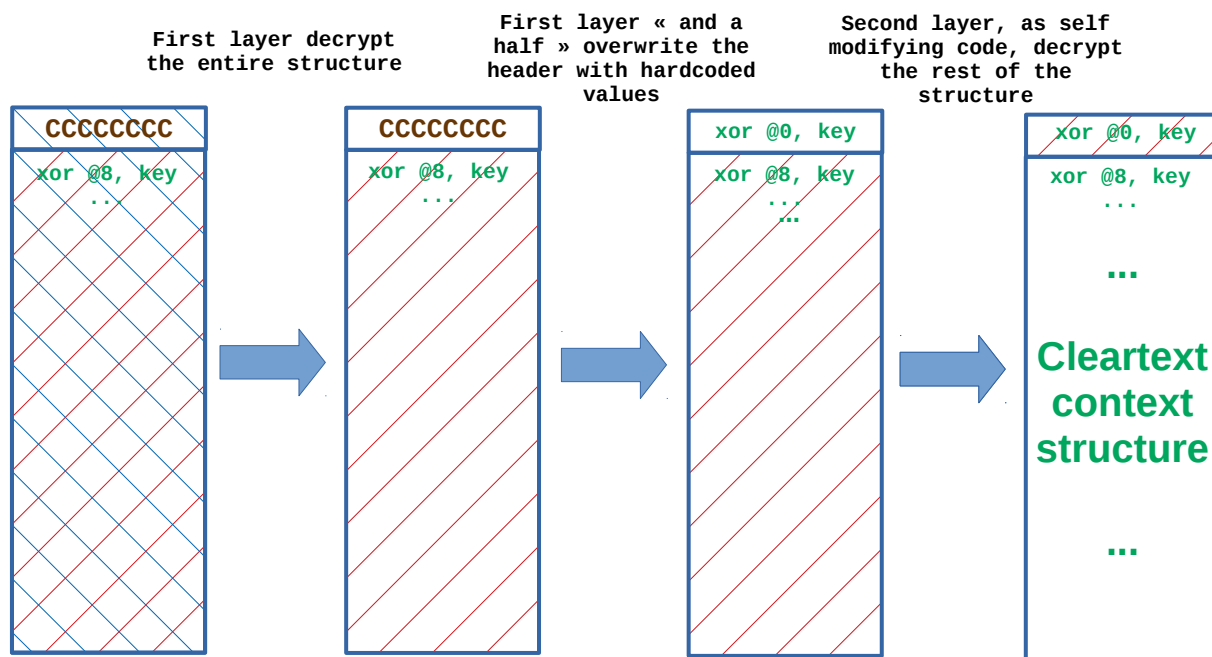 First layer decrypt
the entire structure
First layer « and a
half » overwrite the
header with hardcoded
values
Second layer, as self
modifying code, decrypt
the rest of the
structure
CCCCCCCC
xor @8, key
...
CCCCCCCC
xor @8, key
...
xor @0, key
xor @8, key
...
...
xor @0, key
xor @8, key
...
...
Cleartext
context
structure
...